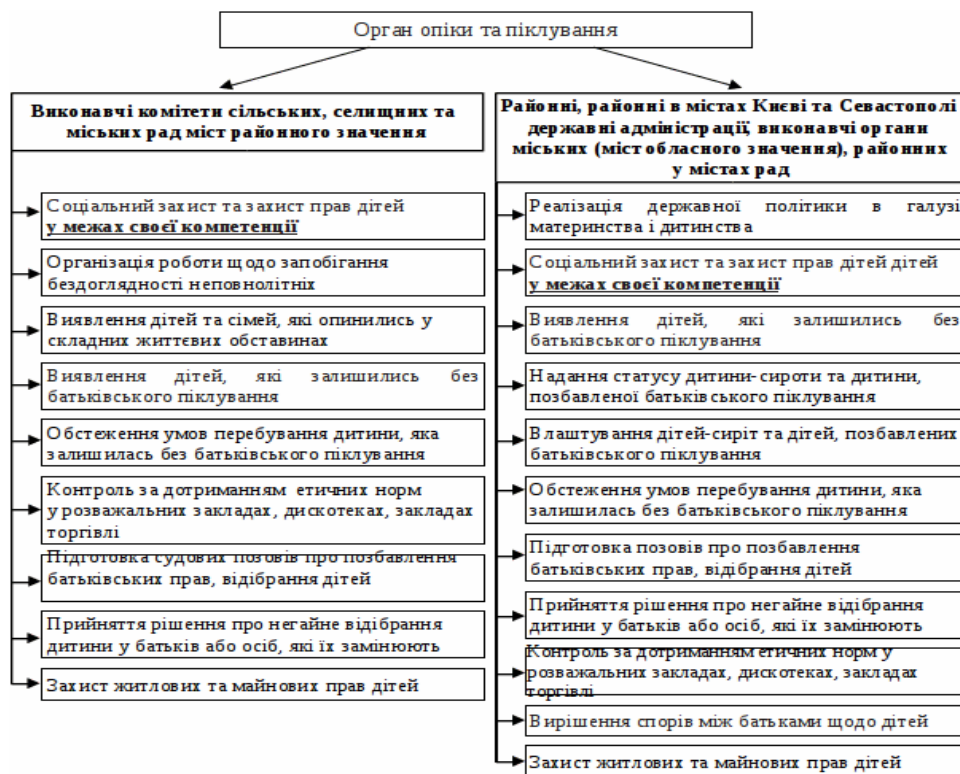 Орган опіки та піклування
Виконавчі комітети сільських, селищних та
міських рад міст районного значення
Соціальний захист та захист прав дітей
у межах своєї компетенції
Організація роботи щодо запобігання
бездоглядності неповнолітніх
Виявлення дітей та сімей, які опинились у
складних життєвих обставинах
Виявлення дітей, які залишились без
батьківського піклування
Обстеження умов перебування дитини, яка
залишилась без батьківського піклування
Контроль за дотриманням етичних норм
у розважальних закладах, дискотеках, закладах
торгівлі
Підготовка судових позовів про позбавлення
батьківських прав, відібрання дітей
Прийняття рішення про негайне відібрання
дитини у батьків або осіб, які їх замінюють
Захист житлових та майнових прав дітей
Районні, районні в містах Києві та Севастополі
державні адміністрації, виконавчі органи
міських (міст обласного значення), районних
у містах рад
Реалізація державної політики в галузі
материнства і дитинства
Соціальний захист та захист прав дітей дітей
у межах своєї компетенції
Виявлення дітей, які залишились без
батьківського піклування
Надання статусу дитини-сироти та дитини,
позбавленої батьківського піклування
Влаштування дітей-сиріт та дітей, позбавлених
батьківського піклування
Обстеження умов перебування дитини, яка
залишилась без батьківського піклування
Підготовка позовів про позбавлення
батьківських прав, відібрання дітей
Прийняття рішення про негайне відібрання
дитини у батьків або осіб, які їх замінюють
Контроль за дотриманням етичних норм у
розважальних закладах, дискотеках, закладах
торгівлі
Вирішення спорів між батьками щодо дітей
Захист житлових та майнових прав дітей